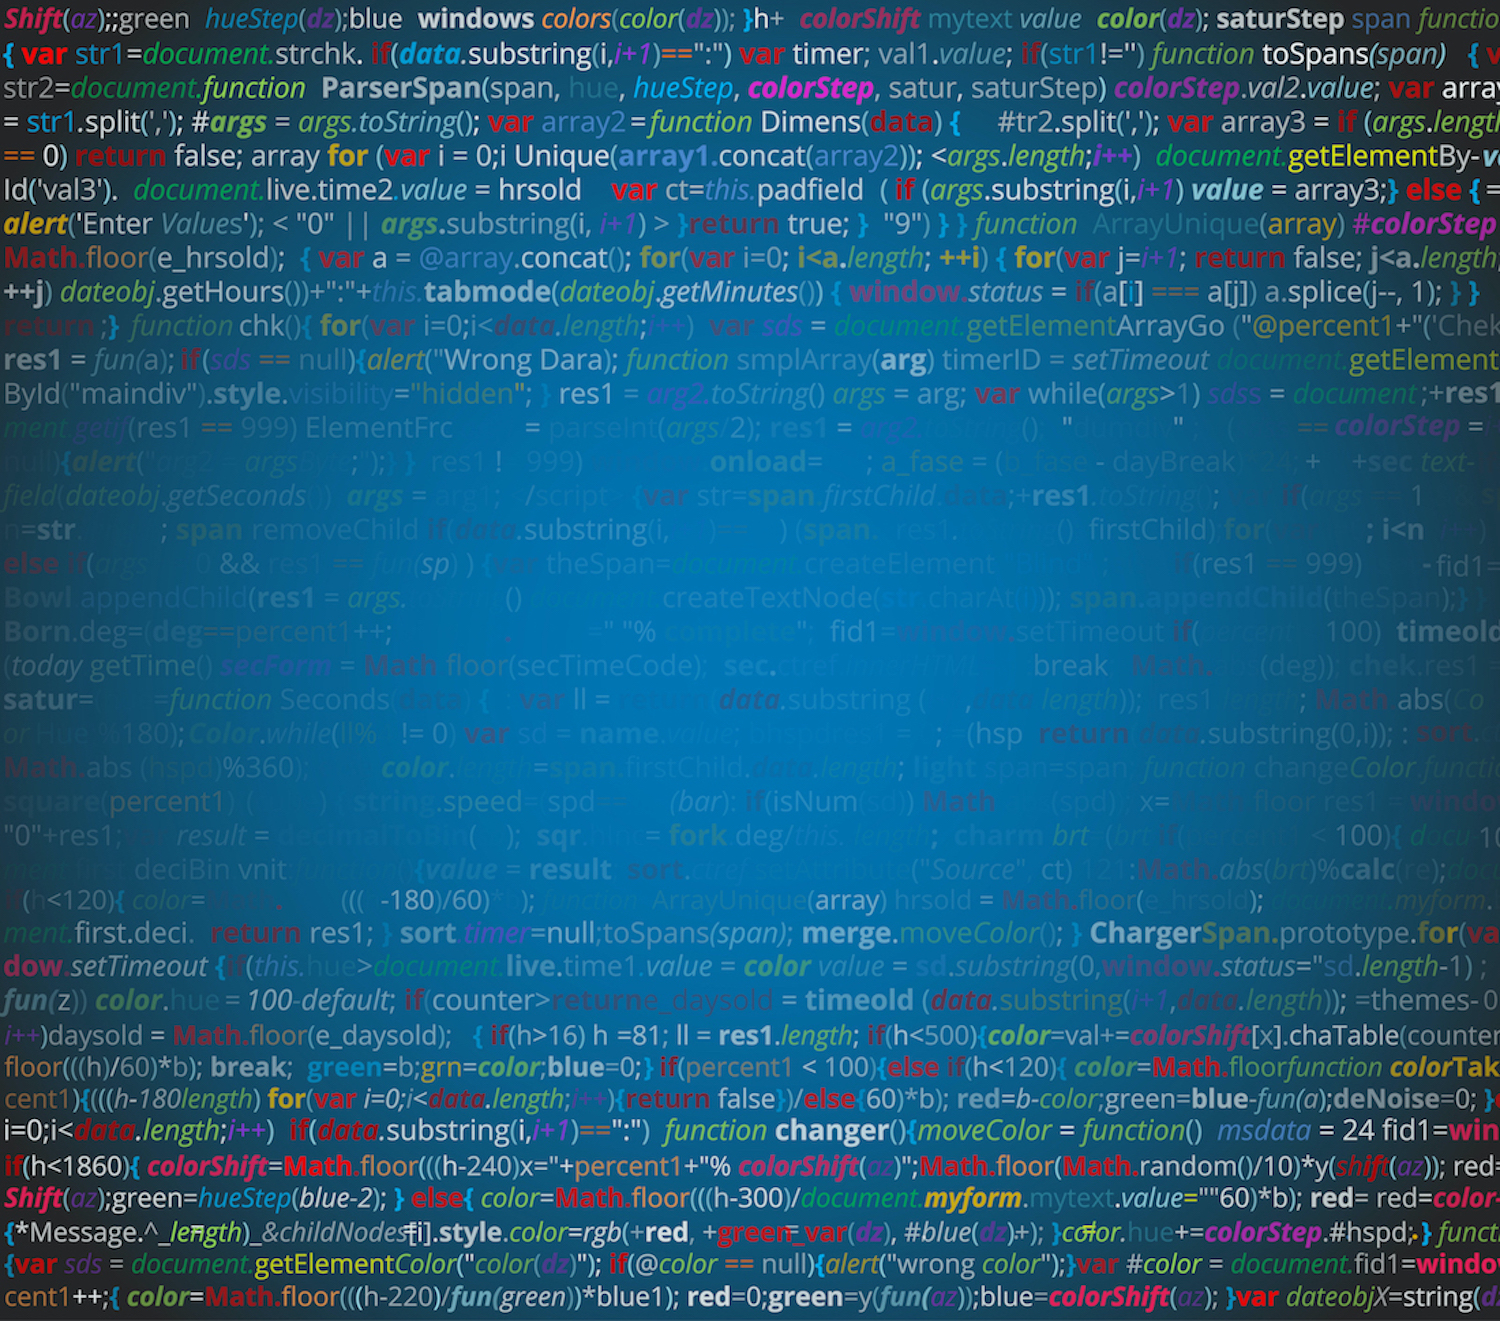 Shift(az);;green hueStep(dz);blue windows colors(color(dz)); }h+ colorShift mytext value color(dz); saturStep span functio
{ var str1=document.strchk. if(data.substring(i,i+1)==":") var timer; val1.value; if(str1!='') function toSpans(span) { v
str2=document.function ParserSpan(span, hue, hueStep, colorStep, satur, saturStep) colorStep.val2.value; var array
= str1.split(','); #args = args.toString(); var array2=function Dimens(data) { #tr2.split(','); var array3 = if (args.length
== 0) return false; array for (var i = 0;i Unique(array1.concat(array2)); <args.length;i++) document.getElementBy-v
Id('val3'). document.live.time2.value = hrsold var ct=this.padfield ( if (args.substring(i,i+1) value = array3;} else { =
alert('Enter Values'); < "0" || args.substring(i, i+1) > }return true; } "9") } } function ArrayUnique(array) #colorStep
Math.floor(e_hrsold); { var a = @array.concat(); for(var i=0; i<a.length; ++i) { for(var j=i+1; return false; j<a.length;
++j) dateobj.getHours())+":"+this.tabmode(dateobj.getMinutes()) { window.status = if(a[i] === a[j]) a.splice(j--, 1); } }
return ;} function chk(){ for(var i=0;i<data.length;i++) var sds = document.getElementArrayGo ("@percent1+"('Chek
res1 = fun(a); if(sds == null){alert("Wrong Dara); function smplArray(arg) timerID = setTimeout document.getElement
ById("maindiv").style.visibility="hidden"; } res1 = arg2.toString() args = arg; var while(args>1) sdss = document;+res1
ment.getif(res1 == 999) ElementFrc = parseInt(args/2); res1 = arg2. () " " ; ( == colorStep =
null){alert( ;");} } res1 ! 999) onload= ; a_fase = (b_fase - dayBreak + +sec text-
field(dateobj.getSeconds ) args = arg1; /script {var str=span.firstChild.data;+res1.toString(); if(args 1
n=str. ; span removeChild if(data.substring(i, )== ) (span. res1. () firstChild) for( ; i<n
else if(args 0 && res1 == fun(sp) ) {var theSpan=document.createElement ; if(res1 == 999) -fid1=
Bowl appendChild(res1 = args. () createTextNode(str.charAt(i))); span.appendChild(theSpan);}
Born.deg=(deg==percent1++; =" "% complete"; fid1=window.setTimeout if(percent 100) timeold
(today getTime() secForm = Math floor(secTimeCode); sec. break Math. (deg)); chek.res1 =
satur= =function Seconds(data) { var ll = data.substring ( , length)); res1 ; Math abs(Co
or Hue %180); Color.while(ll% != 0) var sd = name.value; ; (hsp return data.substring(0,i)); : sort.
Math.abs (hspd)%360); color.length=span.firstChild.data.length; light span=span function changeColor.functio
square(percent1) ( ) ( string.speed= spd (bar): if(isNum(sd)) Math (spd) x= floor res1 = windo
"0"+res1; result = decimalToBin( ); sqr. = fork deg/this. length; charm brt (brt if( < 100){ docu-10
deciBin vnit {value = result sort. setAttribute("Source", ct) 121:Math.abs(brt)%calc(re);docu
if(h<120){ color= . ((( -180)/60)* ); function ArrayUnique(array) hrsold = Math.floor(e_hrsold); document.myform.
ment.first.deci. return res1; } sort timer=null;toSpans(span); merge.moveColor(); } ChargerSpan.prototype.for(va
dow.setTimeout {if(this.hue>document.live.time1.value = color value = sd.substring(0,window.status="sd.length-1) ;
fun(z)) color.hue = 100-default; if(counter>returne_daysold = timeold (data.substring(i+1,data.length)); =themes- 0
i++)daysold = Math.floor(e_daysold); { if(h>16) h =81; ll = res1.length; if(h<500){color=val+=colorShift[x].chaTable(counter
floor(((h)/60)*b); break; green=b;grn=color;blue=0;} if(percent1 < 100){else if(h<120){ color=Math.floorfunction colorTak
cent1){(((h-180length) for(var i=0;i<data.length;i++){return false})/else{60)*b); red=b-color;green=blue-fun(a);deNoise=0; }
i=0;i<data.length;i++) if(data.substring(i,i+1)==":") function changer(){moveColor = function() msdata = 24 fid1=win
if(h<1860){ colorShift=Math.floor(((h-240)x="+percent1+"% colorShift(az)";Math.floor(Math.random()/10)*y(shift(az)); red=
Shift(az);green=hueStep(blue-2); } else{ color=Math.floor(((h-300)/document.myform.mytext.value=""60)*b); red= red=color-
{*Message.^_length)_&childNodes[i].style.color=rgb(+red, +green_var(dz), #blue(dz)+); }color.hue+=colorStep.#hspd;.} functi
{var sds = document.getElementColor("color(dz)"); if(@color == null){alert("wrong color");}var #color = document.fid1=windo
cent1++;{ color=Math.floor(((h-220)/fun(green))*blue1); red=0;green=y(fun(az));blue=colorShift(az); }var dateobjX=string(d